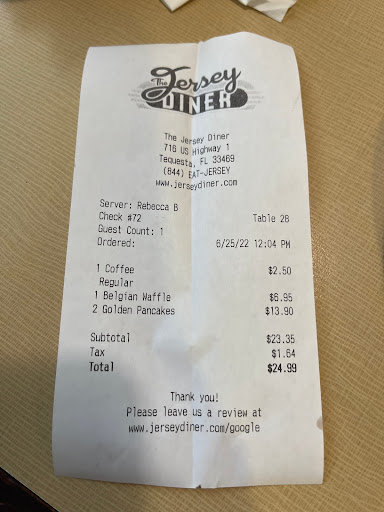 The Jersey
DINER
The Jersey Diner
716 US Highway 1
Tequesta, FL 33469
(844) EAT-JERSEY
www.jerseydiner.com
Server: Rebecca B
Check #72 Table 28
Guest Count: 1
Ordered: 6/25/22 12:04 PM
1 Coffee $2.50
Regular
1 Belgian Waffle $6.95
2 Golden Pancakes $13.90
Subtotal $23.35
Tax $1.64
Total $24.99
Thank you!
Please leave us a review at
www.jerseydiner.com/google